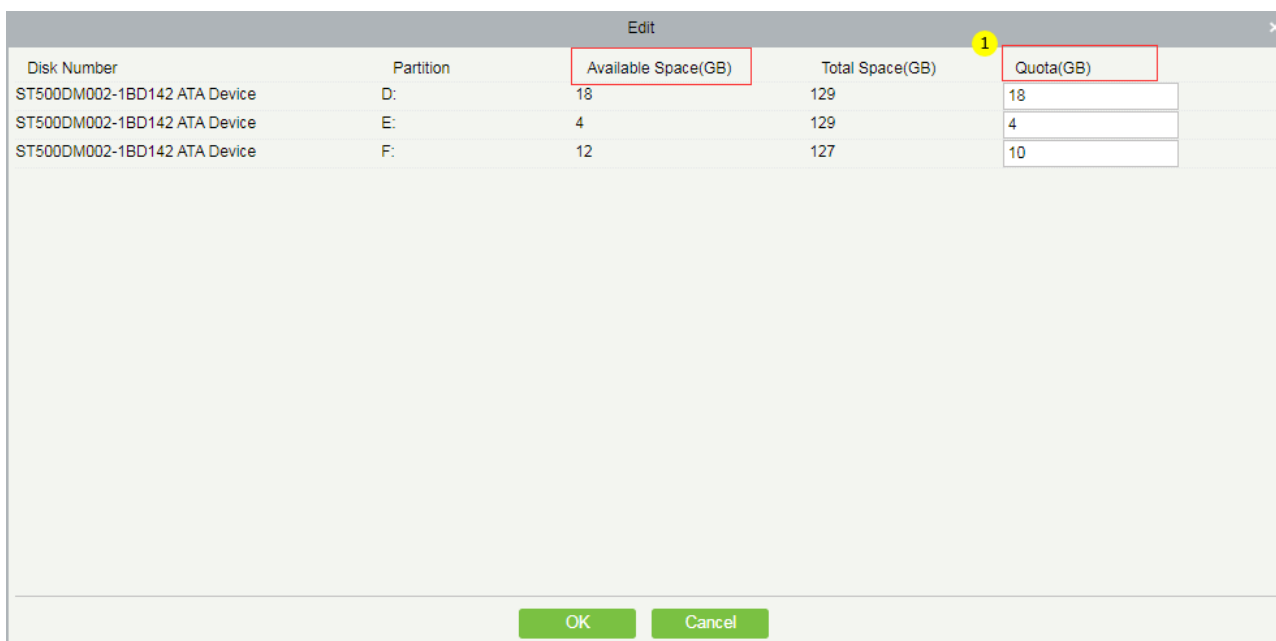 Edit ×
1
Disk Number Partition Available Space(GB) Total Space(GB) Quota(GB)
ST500DM002-1BD142 ATA Device D: 18 129 18
ST500DM002-1BD142 ATA Device E: 4 129 4
ST500DM002-1BD142 ATA Device F: 12 127 10
OK Cancel